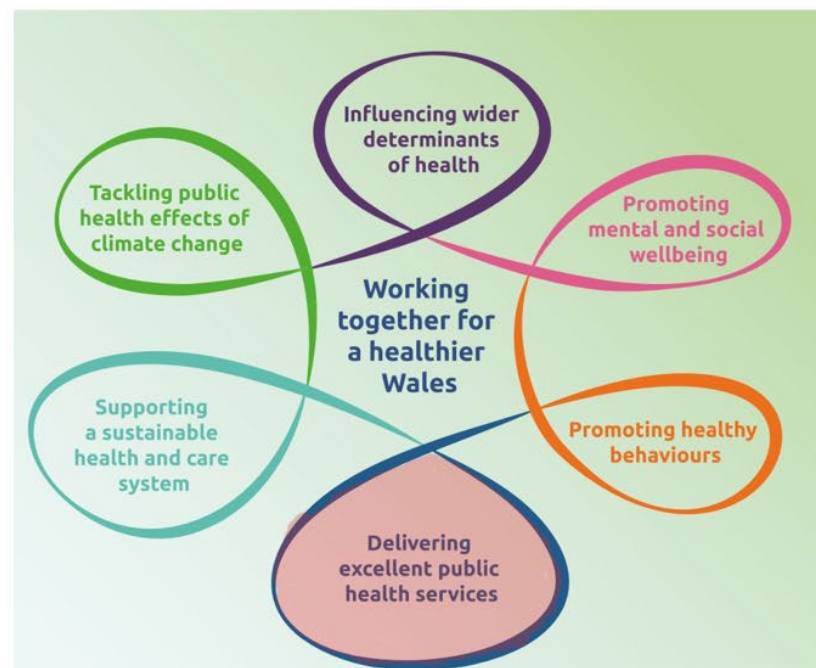 Influencing wider
determinants
of health
Tackling public
health effects of
climate change
Promoting
mental and social
wellbeing
Working
together for
a healthier
Wales
Supporting
a sustainable
health and care
system
Promoting healthy
behaviours
Delivering
excellent public
health services